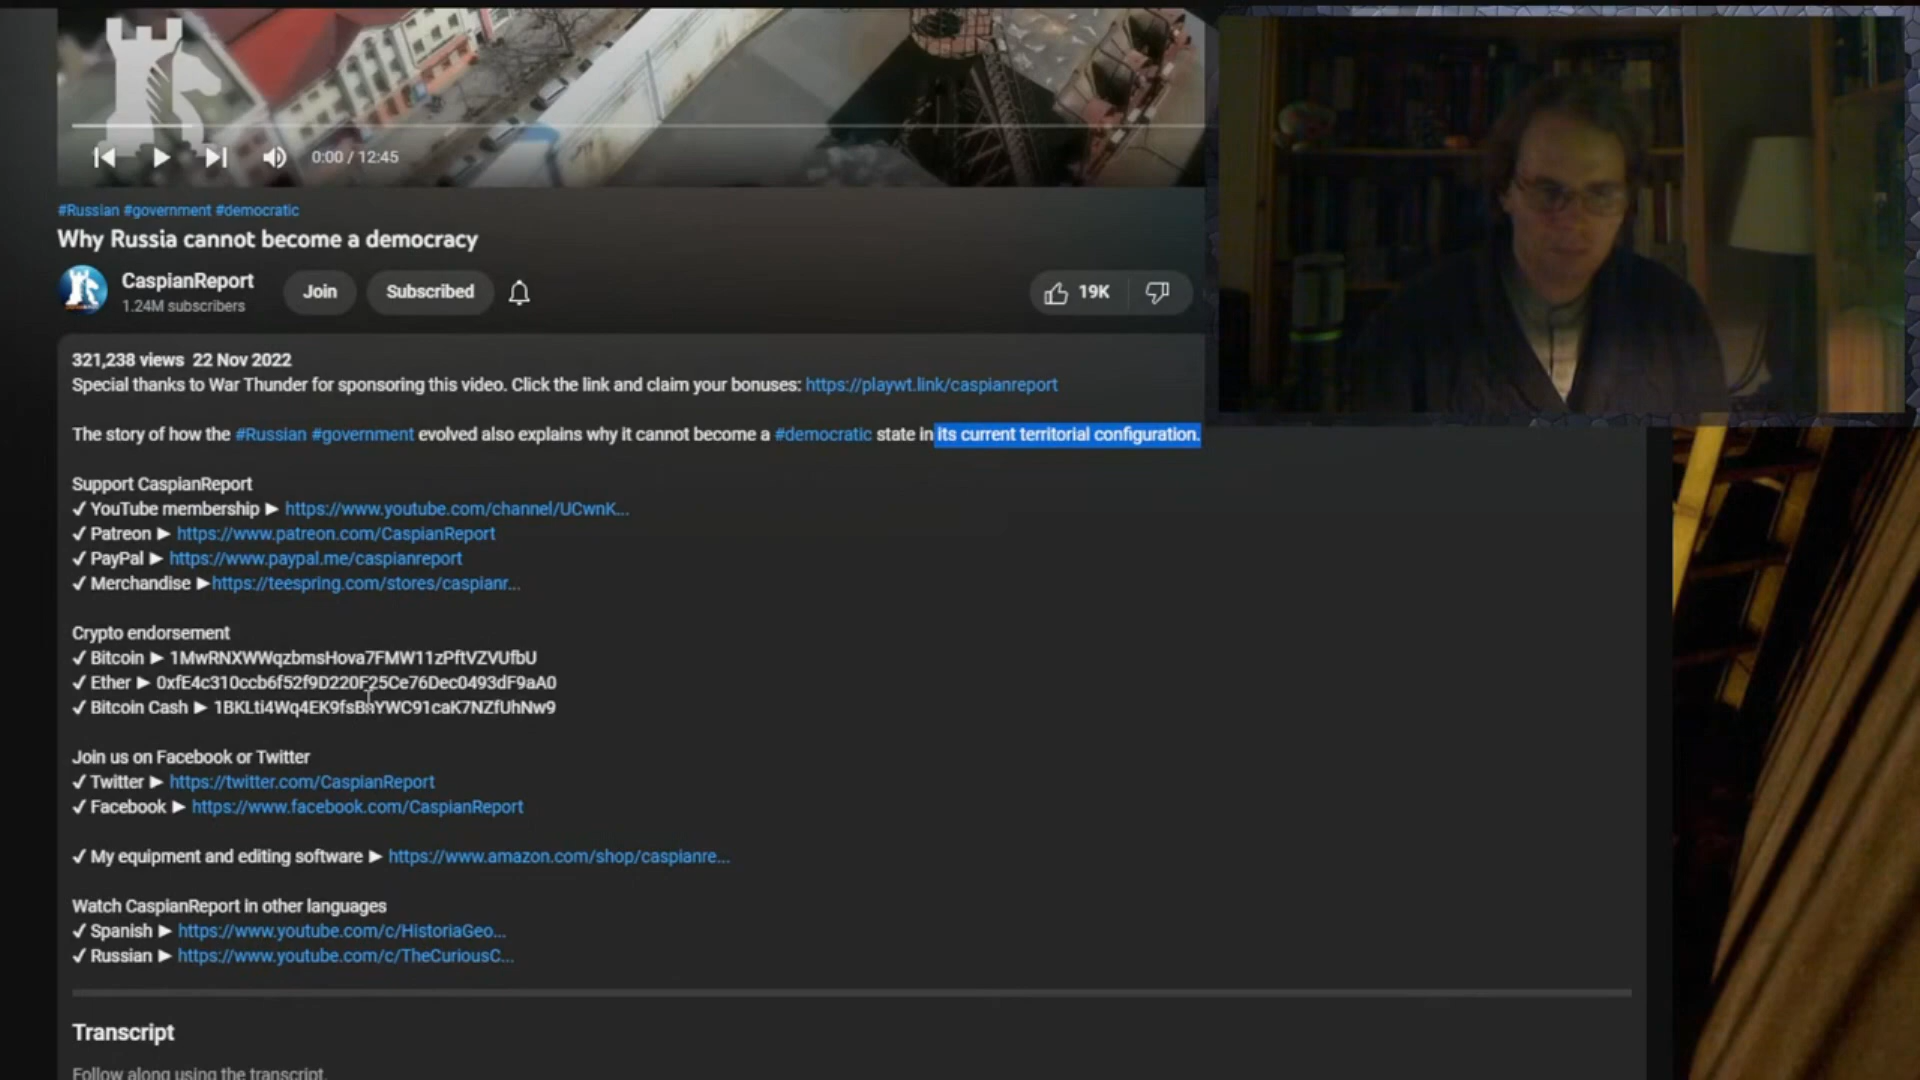 0:00 / 12:45
#Russian #government #democratic
Why Russia cannot become a democracy
CaspianReport
1.24M subscribers
Join
Subscribed
19K
321,238 views 22 Nov 2022
Special thanks to War Thunder for sponsoring this video. Click the link and claim your bonuses: https://playwt.link/caspianreport
The story of how the #Russian #government evolved also explains why it cannot become a #democratic state in its current territorial configuration.
Support CaspianReport
✓ YouTube membership ► https://www.youtube.com/channel/UCwnK...
✓ Patreon ► https://www.patreon.com/CaspianReport
✓ PayPal ► https://www.paypal.me/caspianreport
✓ Merchandise ►https://teespring.com/stores/caspianr...
Crypto endorsement
✓ Bitcoin ► 1MwRNXWWqzbmsHova7FMW11zPftVZVUfbU
✓ Ether ► 0xfE4c310ccb6f52f9D220F25Ce76Dec0493dF9aA0
✓ Bitcoin Cash ► 1BKLti4Wq4EK9fsBnYWC91caK7NZfUhNw9
Join us on Facebook or Twitter
✓ Twitter ► https://twitter.com/CaspianReport
✓ Facebook ► https://www.facebook.com/CaspianReport
✓ My equipment and editing software ► https://www.amazon.com/shop/caspianre...
Watch CaspianReport in other languages
✓ Spanish ► https://www.youtube.com/c/HistoriaGeo...
✓ Russian ► https://www.youtube.com/c/TheCuriousC...
Transcript
Follow along using the transcript.